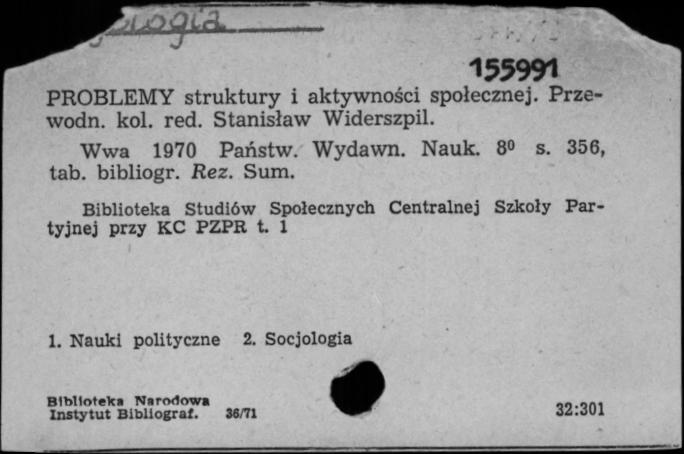 155991
PROBLEMY struktury i aktywności społecznej. Prze-
wodn. kol. red. Stanisław Widerszpil.
Wwa 1970 Państw. Wydawn. Nauk. 8⁰ s. 356,
tab. bibliogr. Rez. Sum.
Biblioteka Studiów Społecznych Centralnej Szkoły Par-
tyjnej przy KC PZPR t. 1
1. Nauki polityczne 2. Socjologia
Biblioteka Narodowa
Instytut Bibliograf. 36/71
32:301